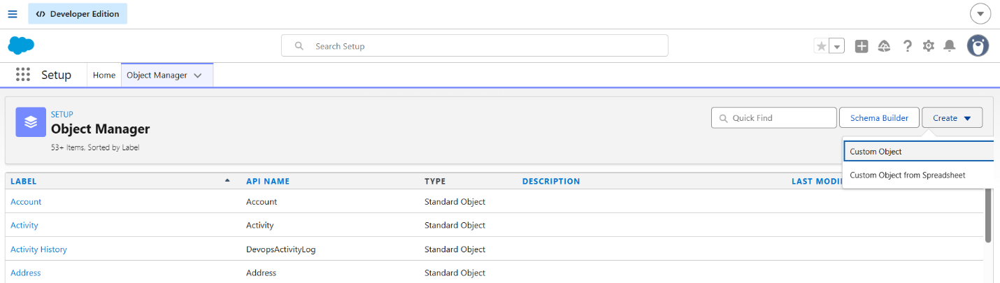 Developer Edition
Search Setup
Setup Home Object Manager
SETUP
Object Manager
53+ Items, Sorted by Label
Quick Find Schema Builder Create
Custom Object
Custom Object from Spreadsheet
LABEL API NAME TYPE DESCRIPTION LAST MODI
Account Account Standard Object
Activity Activity Standard Object
Activity History DevopsActivityLog Standard Object
Address Address Standard Object